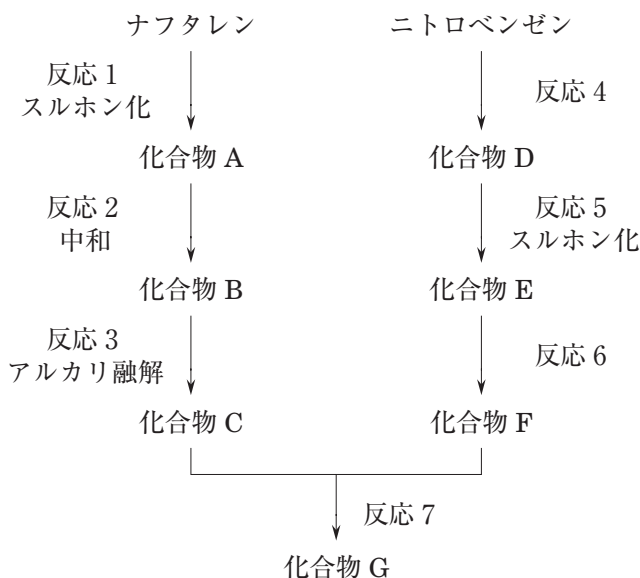 ナフタレン
ニトロベンゼン
反応 1
スルホン化
反応 4
化合物 A
化合物 D
反応 2
中和
反応 5
スルホン化
化合物 B
化合物 E
反応 3
アルカリ融解
反応 6
化合物 C
化合物 F
反応 7
化合物 G